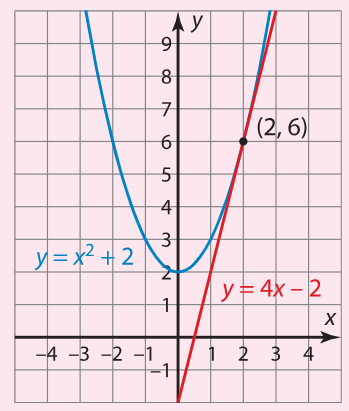 y
9
8
7
6
(2, 6)
5
4
3
y = x² + 2
2
y = 4x – 2
1
x
–4 –3 –2 –1 1 2 3 4
–1